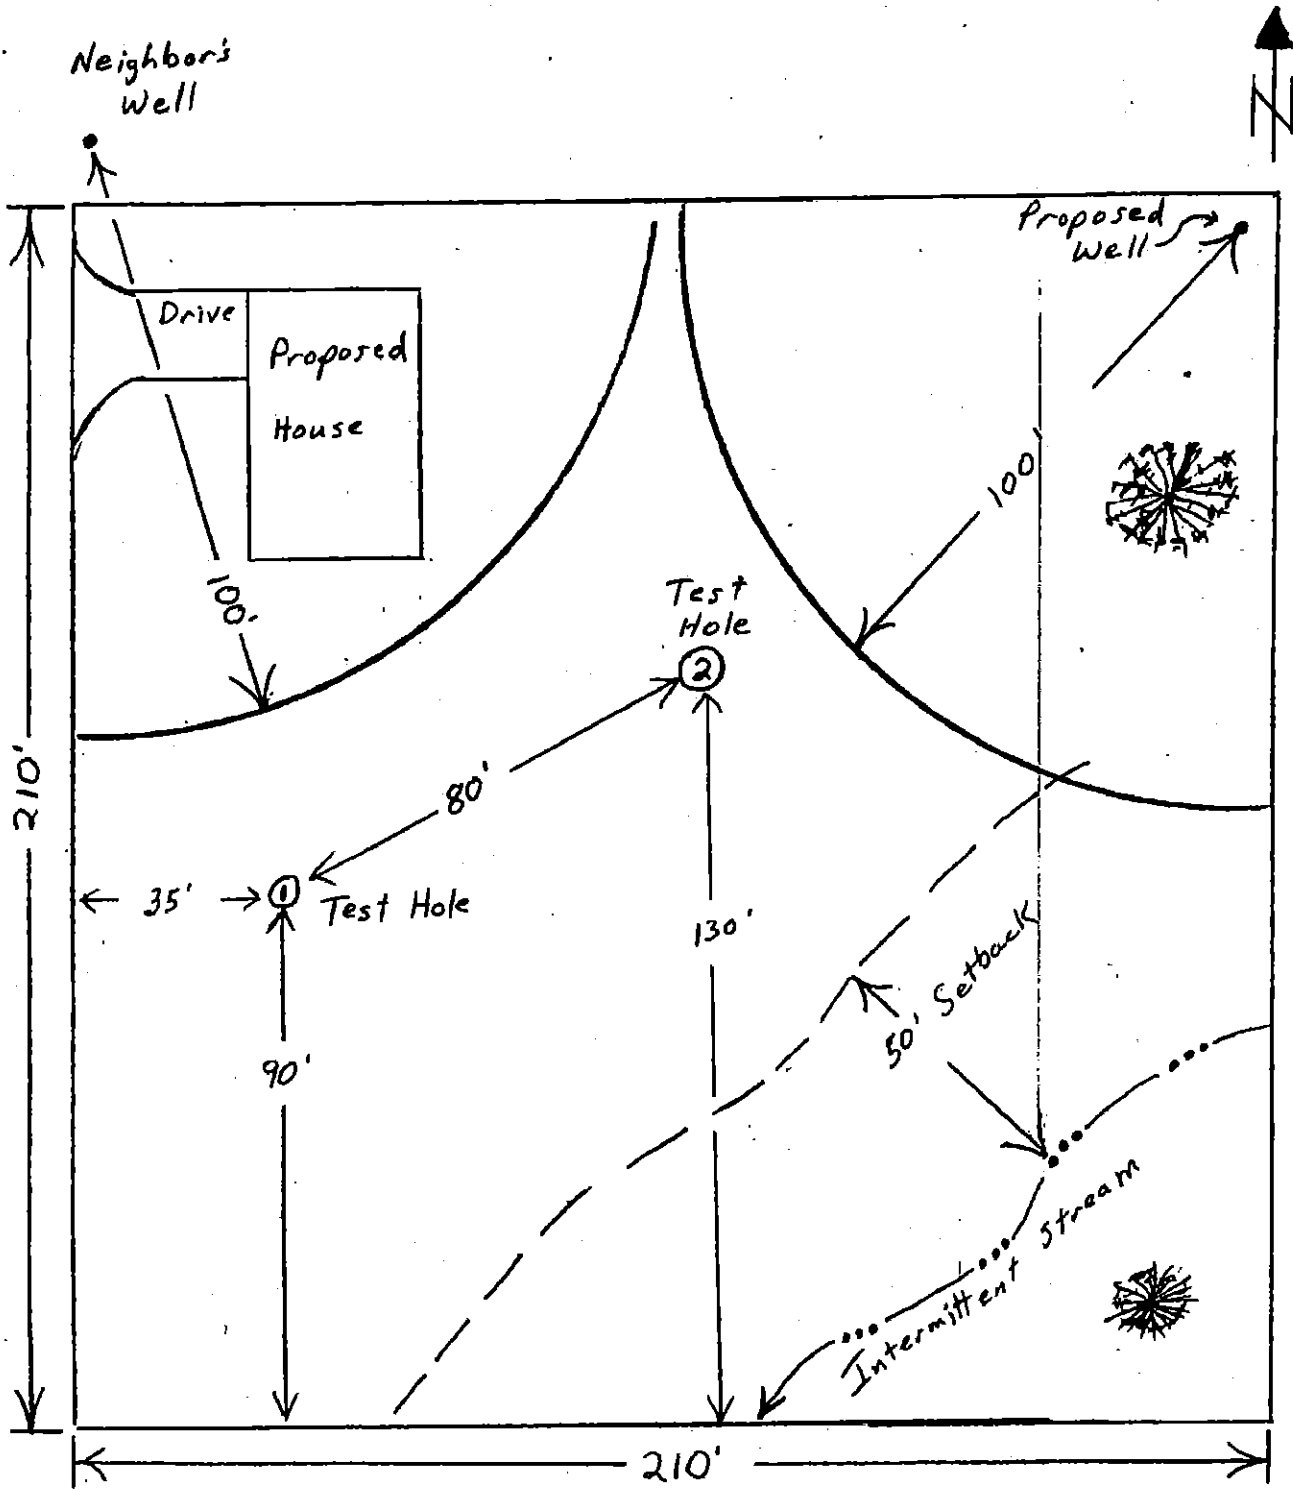 Neighbor's
Well
N
Proposed
Well
Drive
Proposed
House
100'
100'
Test
Hole
2
210'
80'
35'
1
Test Hole
130'
50' Setback
90'
Intermittent Stream
210'